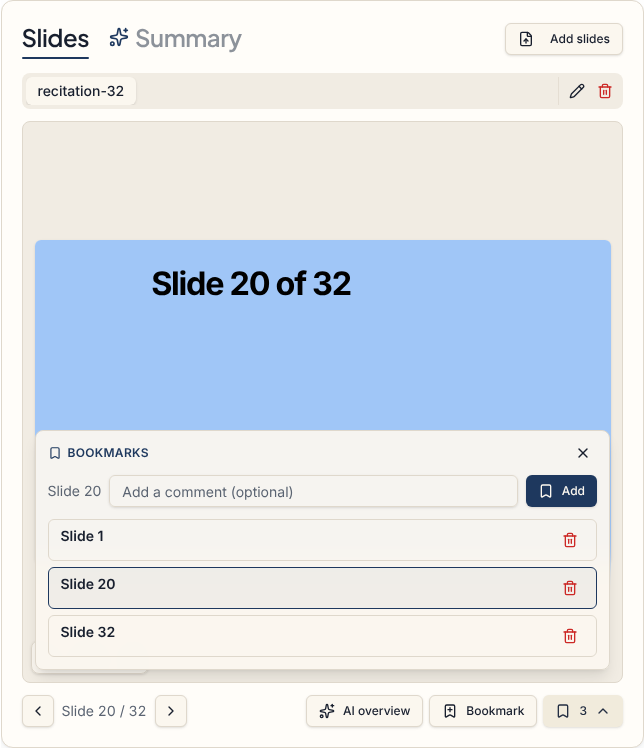 Slides
Summary
Add slides
recitation-32
Slide 20 of 32
BOOKMARKS
Slide 20
Add a comment (optional)
Add
Slide 1
Slide 20
Slide 32
Slide 20 / 32
AI overview
Bookmark
3